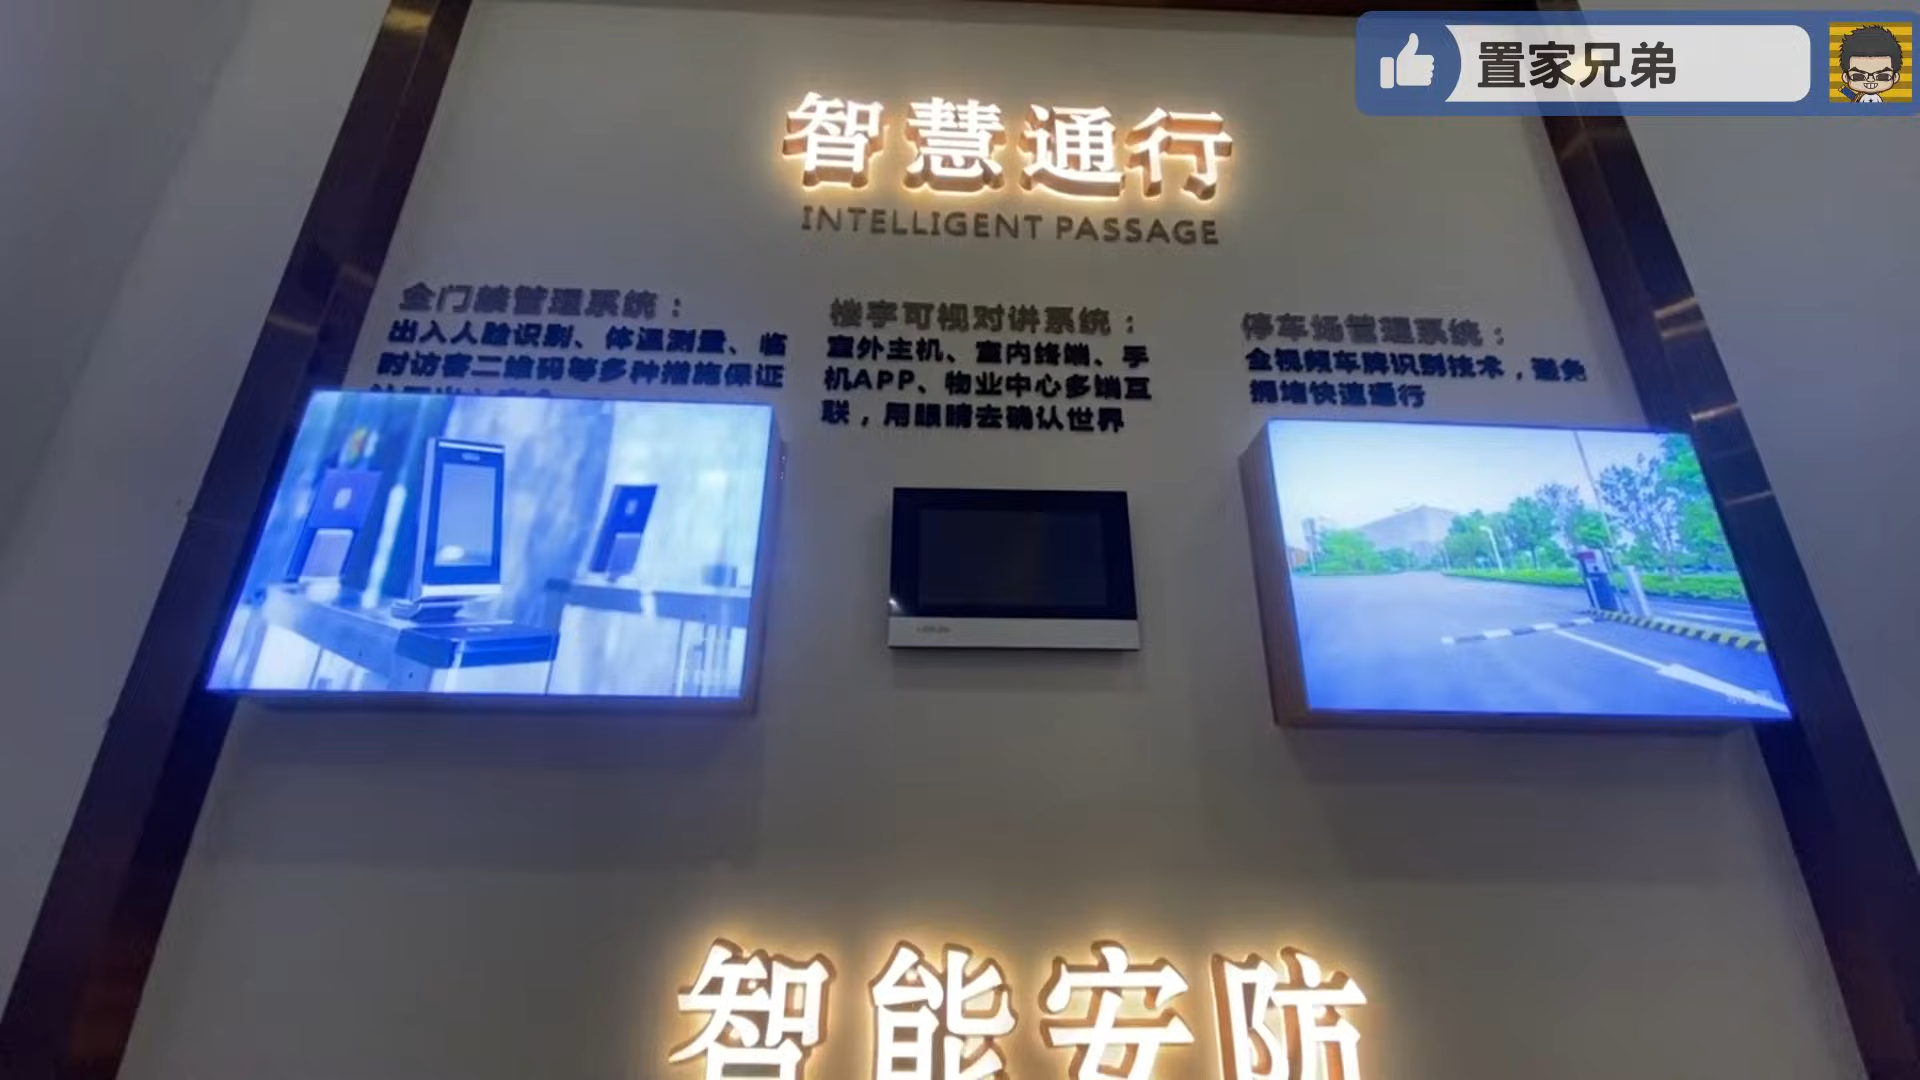 置家兄弟
智慧通行
INTELLIGENT PASSAGE
全门禁管理系统：
出入人脸识别、体温测量、临
时访客二维码等多种措施保证
楼宇可视对讲系统：
室外主机、室内终端、手
机APP、物业中心多端互
联，用眼睛去确认世界
停车场管理系统：
全视频车牌识别技术，避免
拥堵快速通行
智能安防